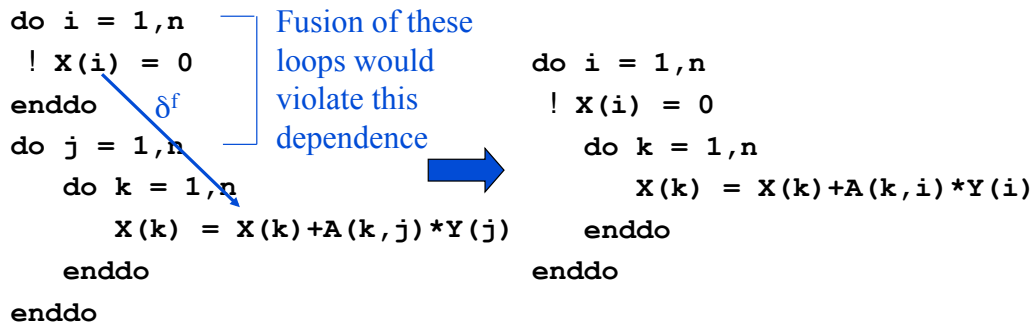 do i = 1,n
! X(i) = 0
enddo
do j = 1,n
do k = 1,n
X(k) = X(k)+A(k,j)*Y(j)
enddo
enddo
δf
Fusion of these
loops would
violate this
dependence
do i = 1,n
! X(i) = 0
do k = 1,n
X(k) = X(k)+A(k,i)*Y(i)
enddo
enddo